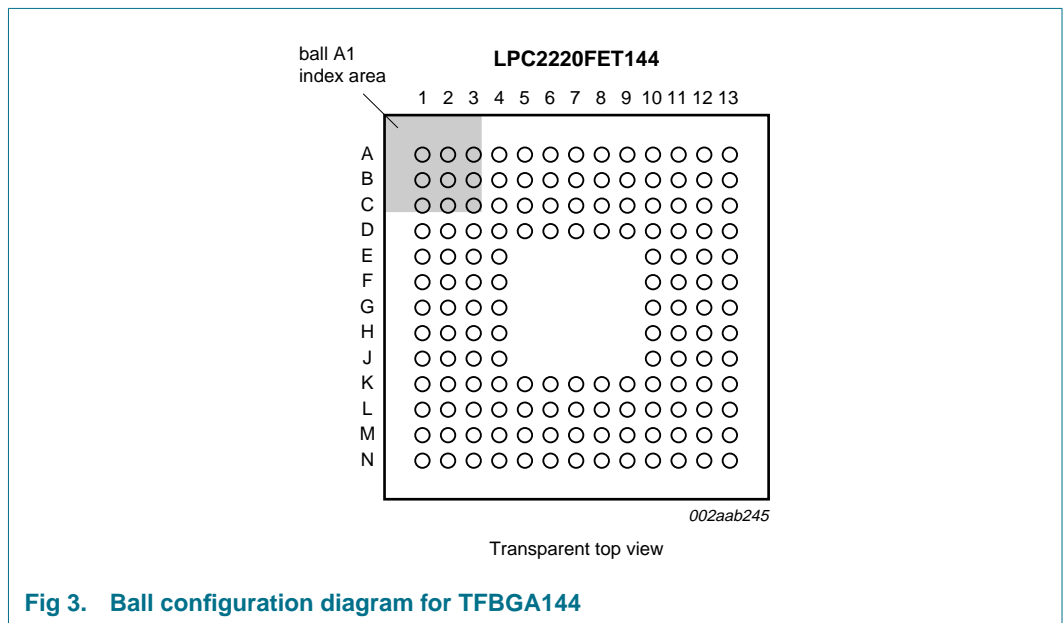 ball A1
index area
LPC2220FET144
1 2 3 4 5 6 7 8 9 10 11 12 13
A
B
C
D
E
F
G
H
J
K
L
M
N
002aab245
Transparent top view
Fig 3. Ball configuration diagram for TFBGA144